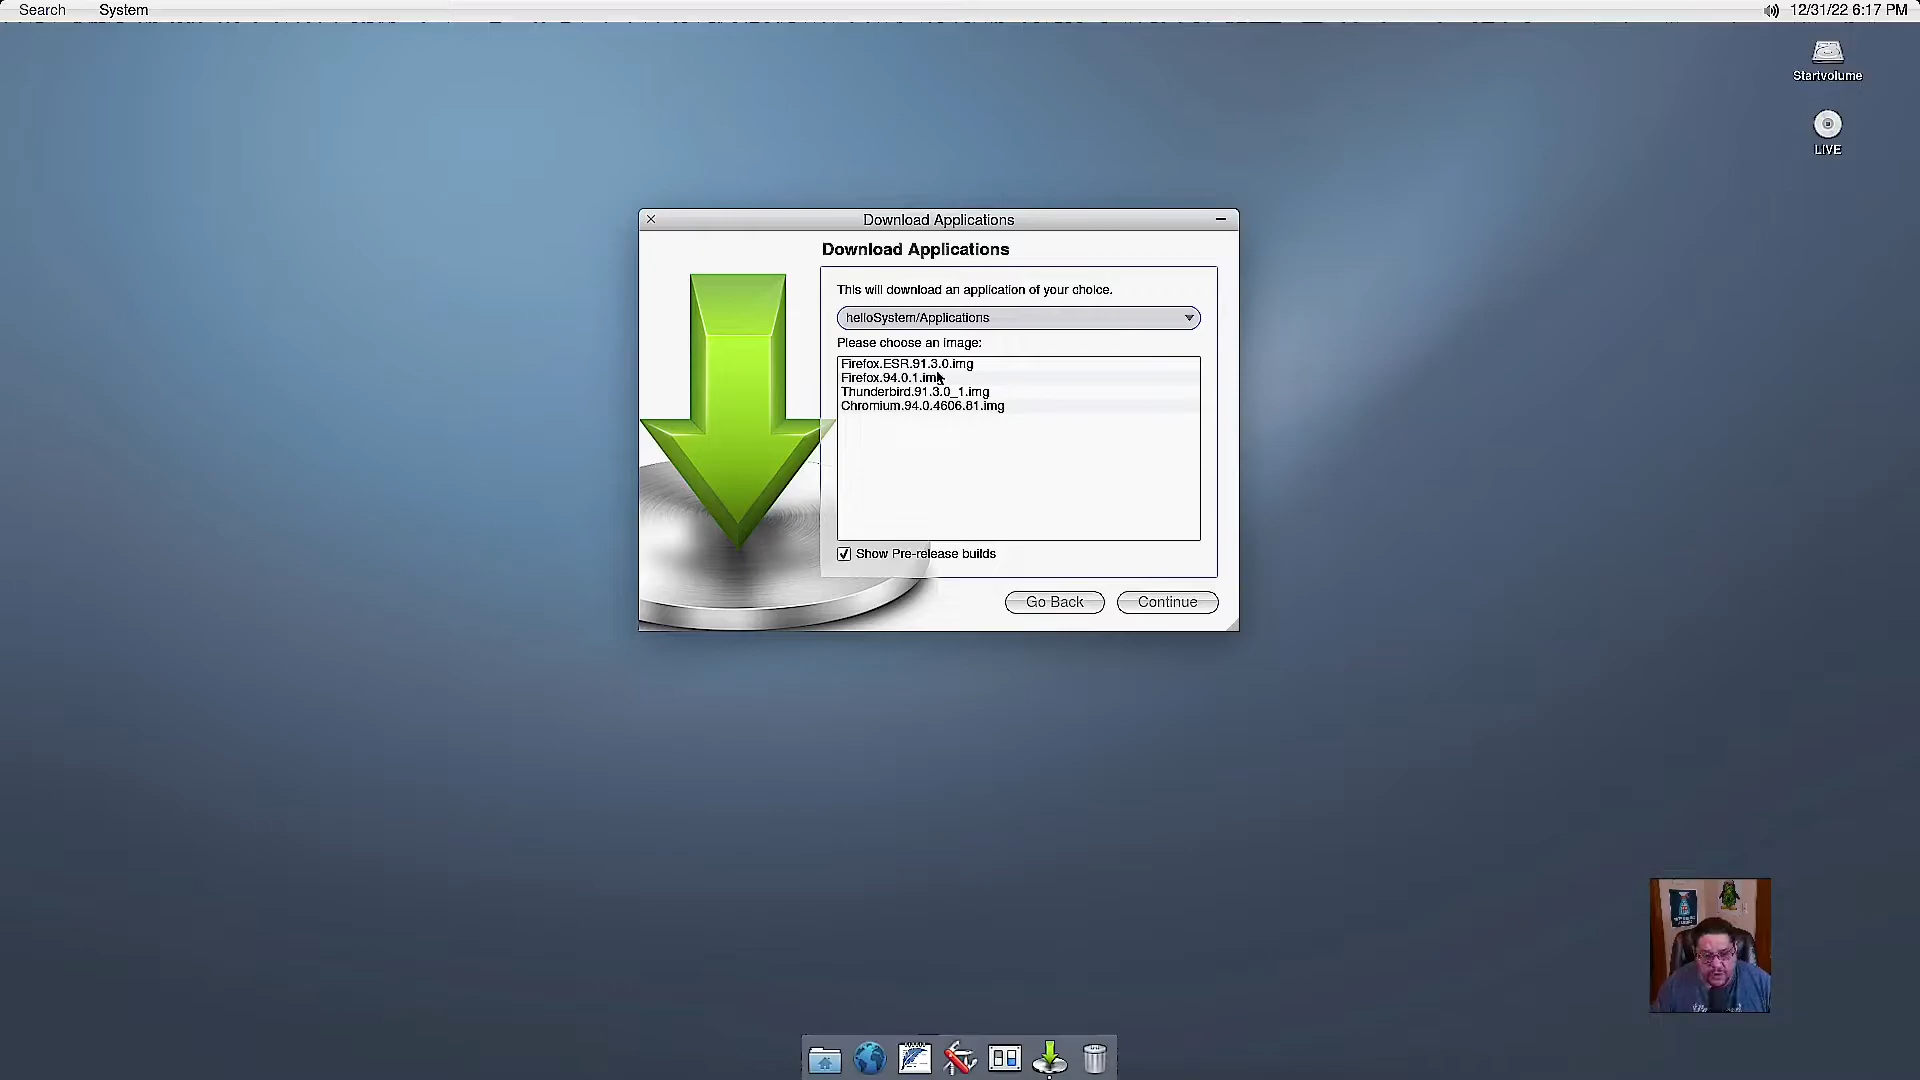 Search System 12/31/22 6:17 PM
Startvolume
LIVE
Download Applications
Download Applications
This will download an application of your choice.
helloSystem/Applications
Please choose an image:
Firefox.ESR.91.3.0.img
Firefox.94.0.1.img
Thunderbird.91.3.0_1.img
Chromium.94.0.4606.81.img
Show Pre-release builds
Go Back Continue